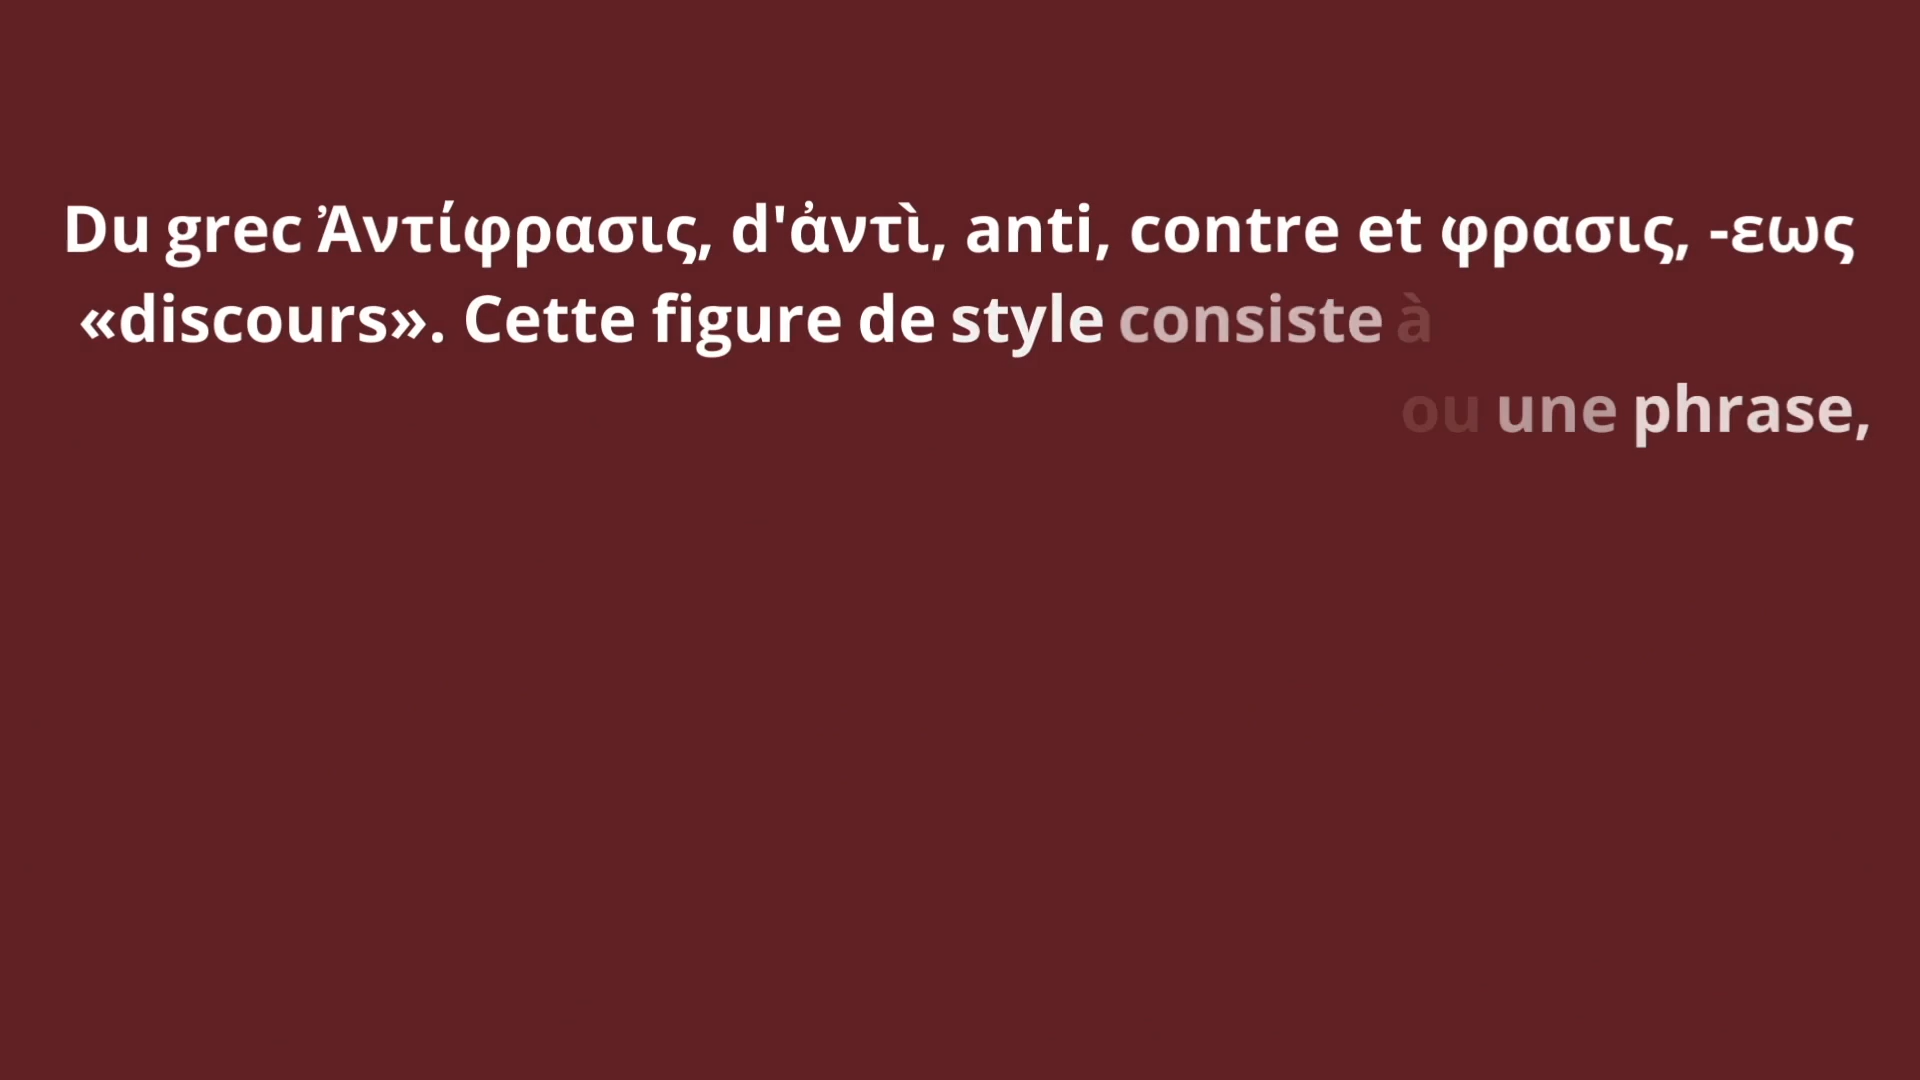 Du grec Ἀντίφρασις, d'ἀντὶ, anti, contre et φρασις, -εως
«discours». Cette figure de style consiste à
ou une phrase,